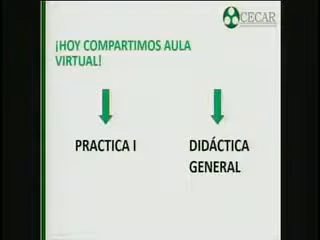 CECAR
¡HOY COMPARTIMOS AULA
VIRTUAL!
PRACTICA I
DIDÁCTICA
GENERAL